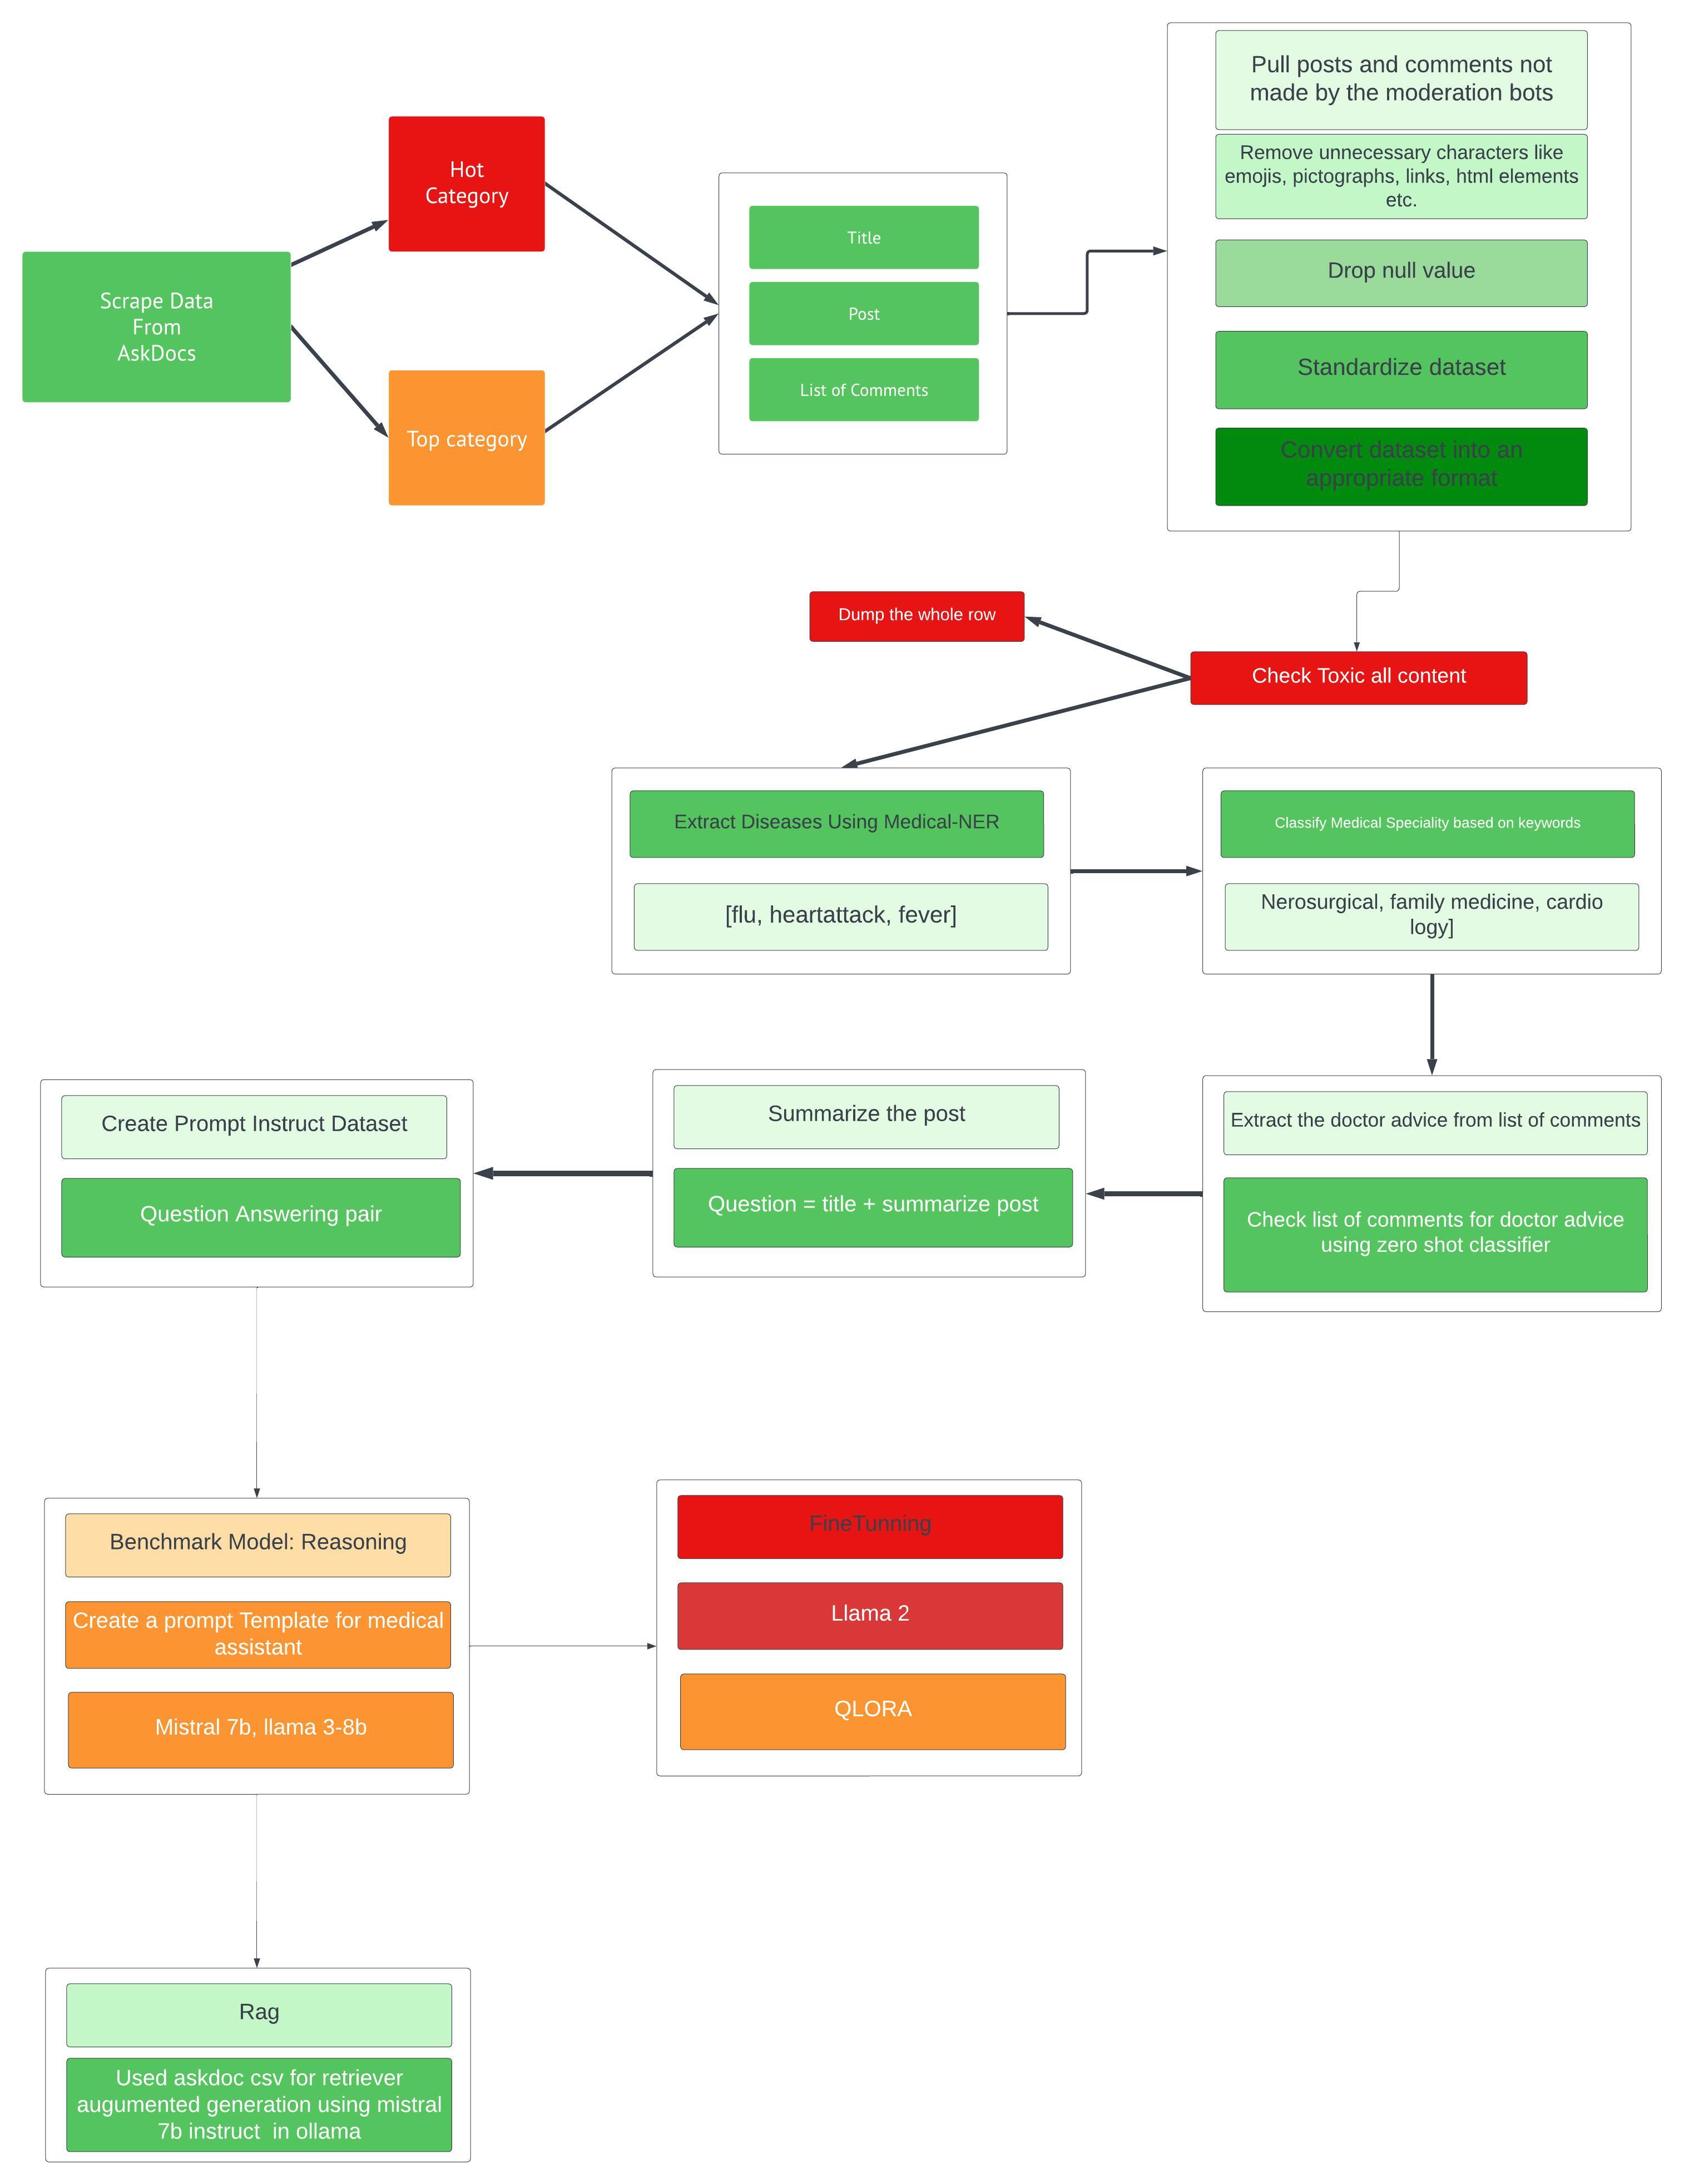 Scrape Data
From
AskDocs
Hot
Category
Top category
Title
Post
List of Comments
Pull posts and comments not
made by the moderation bots
Remove unnecessary characters like
emojis, pictographs, links, html elements
etc.
Drop null value
Standardize dataset
Convert dataset into an
appropriate format
Dump the whole row
Check Toxic all content
Extract Diseases Using Medical-NER
[flu, heartattack, fever]
Classify Medical Speciality based on keywords
Nerosurgical, family medicine, cardio
logy]
Extract the doctor advice from list of comments
Check list of comments for doctor advice
using zero shot classifier
Summarize the post
Question = title + summarize post
Create Prompt Instruct Dataset
Question Answering pair
Benchmark Model: Reasoning
Create a prompt Template for medical
assistant
Mistral 7b, llama 3-8b
FineTunning
Llama 2
QLORA
Rag
Used askdoc csv for retriever
augumented generation using mistral
7b instruct  in ollama